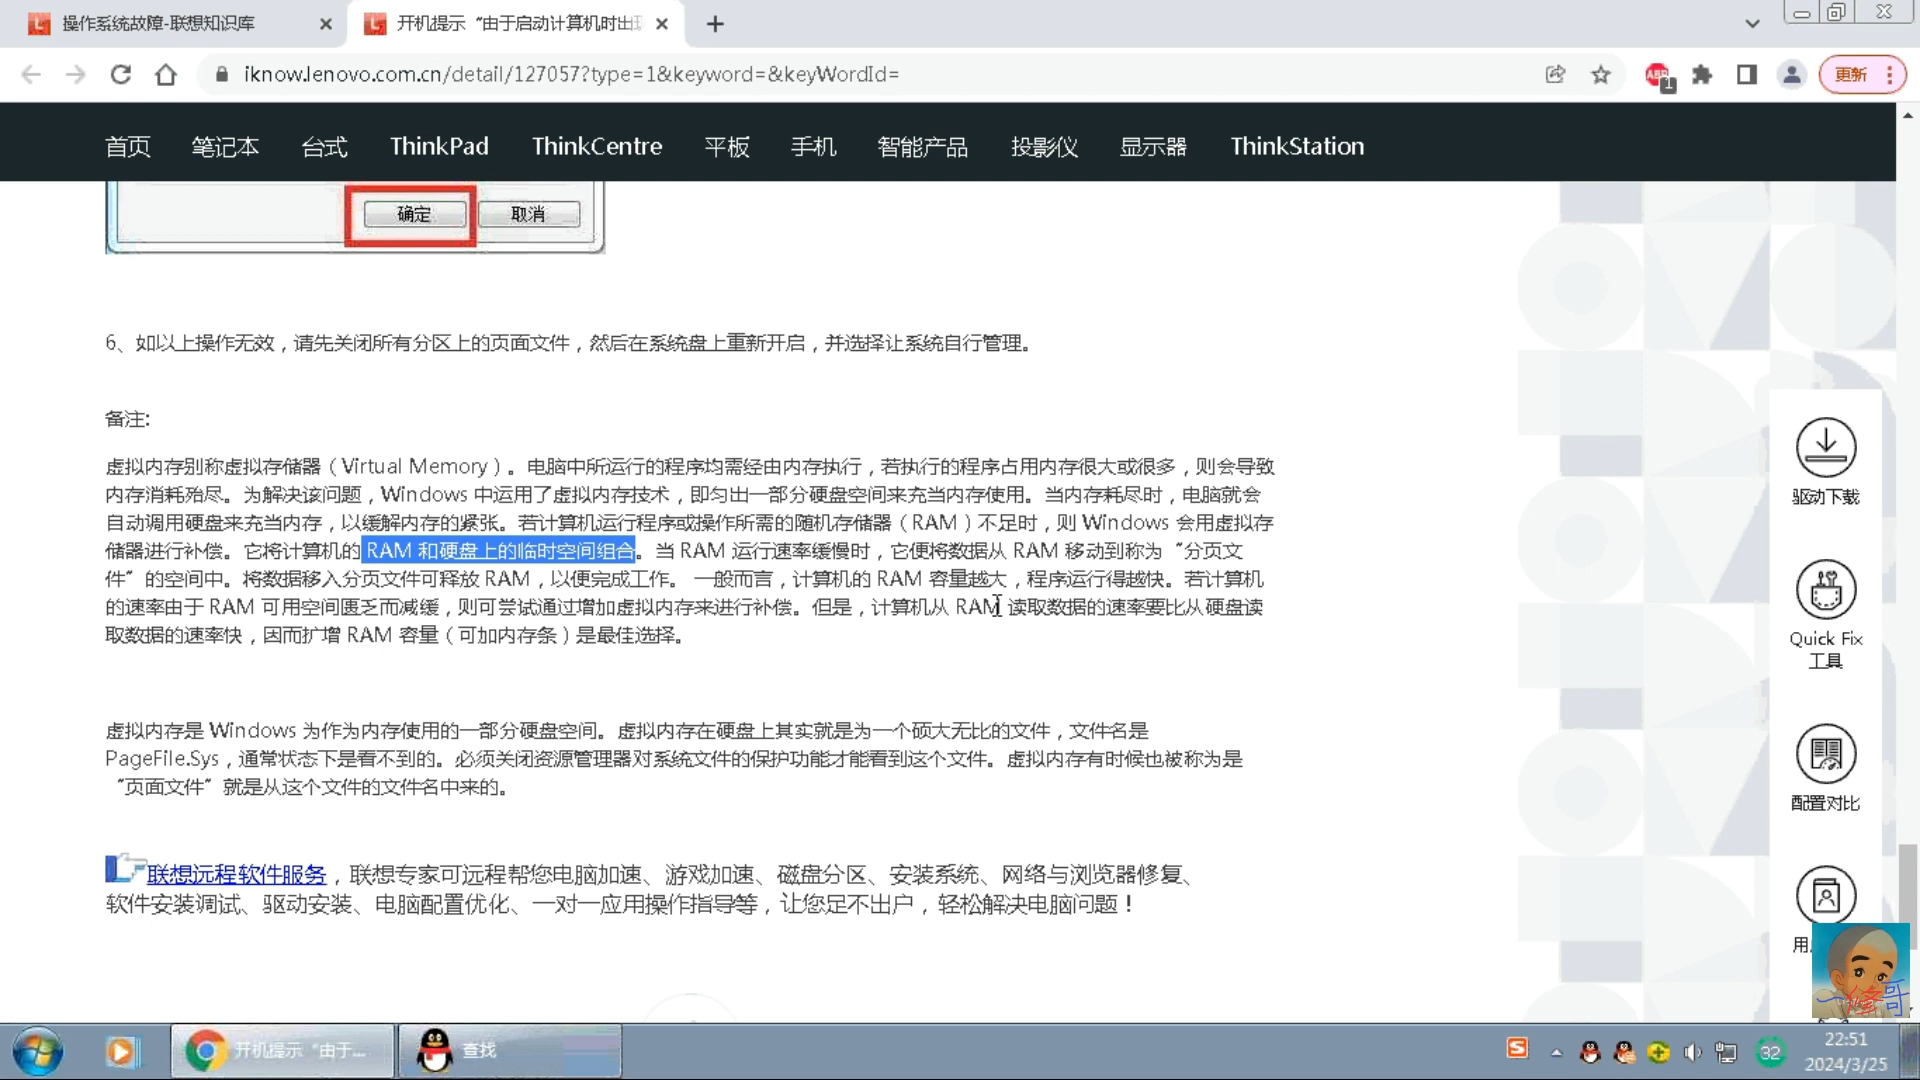 操作系统故障-联想知识库
开机提示“由于启动计算机时出现
iknow.lenovo.com.cn/detail/127057?type=1&keyword=&keyWordId=
ABP 1
更新
首页 笔记本 台式 ThinkPad ThinkCentre 平板 手机 智能产品 投影仪 显示器 ThinkStation
确定 取消
6、如以上操作无效，请先关闭所有分区上的页面文件，然后在系统盘上重新开启，并选择让系统自行管理。
备注:
虚拟内存别称虚拟存储器（Virtual Memory）。电脑中所运行的程序均需经由内存执行，若执行的程序占用内存很大或很多，则会导致
内存消耗殆尽。为解决该问题，Windows 中运用了虚拟内存技术，即匀出一部分硬盘空间来充当内存使用。当内存耗尽时，电脑就会
自动调用硬盘来充当内存，以缓解内存的紧张。若计算机运行程序或操作所需的随机存储器（RAM）不足时，则 Windows 会用虚拟存
储器进行补偿。它将计算机的 RAM 和硬盘上的临时空间组合。当 RAM 运行速率缓慢时，它便将数据从 RAM 移动到称为“分页文
件”的空间中。将数据移入分页文件可释放 RAM，以便完成工作。 一般而言，计算机的 RAM 容量越大，程序运行得越快。若计算机
的速率由于 RAM 可用空间匮乏而减缓，则可尝试通过增加虚拟内存来进行补偿。但是，计算机从 RAM 读取数据的速率要比从硬盘读
取数据的速率快，因而扩增 RAM 容量（可加内存条）是最佳选择。
虚拟内存是 Windows 为作为内存使用的一部分硬盘空间。虚拟内存在硬盘上其实就是为一个硕大无比的文件，文件名是
PageFile.Sys，通常状态下是看不到的。必须关闭资源管理器对系统文件的保护功能才能看到这个文件。虚拟内存有时候也被称为是
“页面文件”就是从这个文件的文件名中来的。
联想远程软件服务，联想专家可远程帮您电脑加速、游戏加速、磁盘分区、安装系统、网络与浏览器修复、
软件安装调试、驱动安装、电脑配置优化、一对一应用操作指导等，让您足不出户，轻松解决电脑问题！
驱动下载
Quick Fix
工具
配置对比
用
一修哥
开机提示“由于...
查找
S
32
22:51
2024/3/25